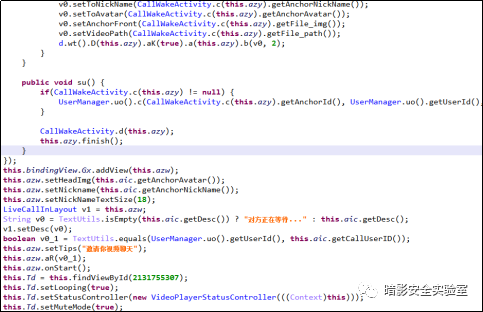 v0.setToNickName(CallWakeActivity.c(this.azy).getAnchorNickName());
v0.setToAvatar(CallWakeActivity.c(this.azy).getAnchorAvatar());
v0.setAnchorFront(CallWakeActivity.c(this.azy).getFile_img());
v0.setVideoPath(CallWakeActivity.c(this.azy).getFile_path());
d.wt().D(this.azy).aK(true).a(this.azy).b(v0, 2);
}
}
public void su() {
if(CallWakeActivity.c(this.azy) != null) {
UserManager.uo().c(CallWakeActivity.c(this.azy).getAnchorId(), UserManager.uo().getUserId()
}
CallWakeActivity.d(this.azy);
this.azy.finish();
}
});
this.bindingView.Gx.addView(this.azw);
this.azw.setHeadImg(this.aic.getAnchorAvatar());
this.azw.setNickname(this.aic.getAnchorNickName());
this.azw.setNickNameTextSize(18);
LiveCallInLayout v1 = this.azw;
String v0 = TextUtils.isEmpty(this.aic.getDesc()) ? "对方正在等待..." : this.aic.getDesc();
v1.setDesc(v0);
boolean v0_1 = TextUtils.equals(UserManager.uo().getUserId(), this.aic.getCallUserID());
this.azw.setTips("邀请你视频聊天");
this.azw.aR(v0_1);
this.azw.onStart();
this.Td = this.findViewById(2131755307);
this.Td.setLooping(true);
this.Td.setStatusController(new VideoPlayerStatusController(((Context)this)));
this.Td.setMuteMode(true);
暗影安全实验室